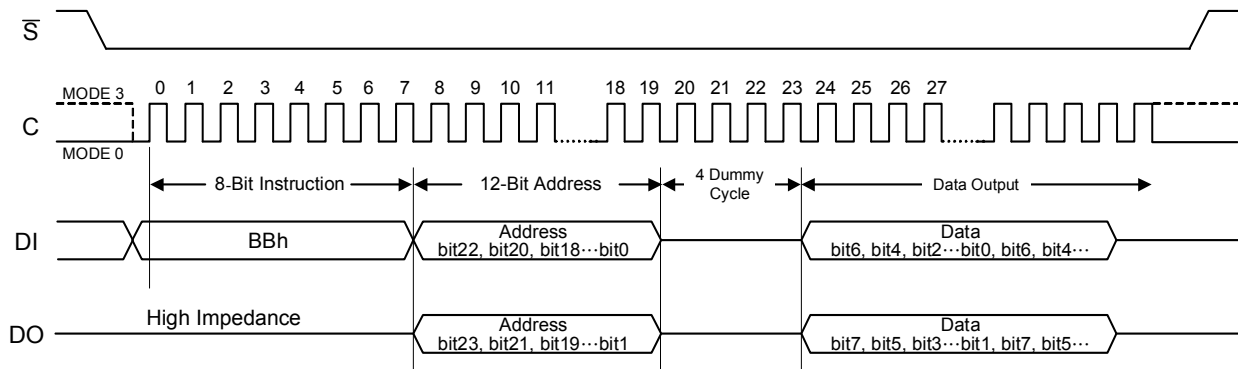 S
0 1 2 3 4 5 6 7 8 9 10 11 18 19 20 21 22 23 24 25 26 27
MODE 3
C
MODE 0
8-Bit Instruction
12-Bit Address
4 Dummy
Cycle
Data Output
DI
BBh
Address
bit22, bit20, bit18⋯bit0
Data
bit6, bit4, bit2⋯bit0, bit6, bit4⋯
DO
High Impedance
Address
bit23, bit21, bit19⋯bit1
Data
bit7, bit5, bit3⋯bit1, bit7, bit5⋯